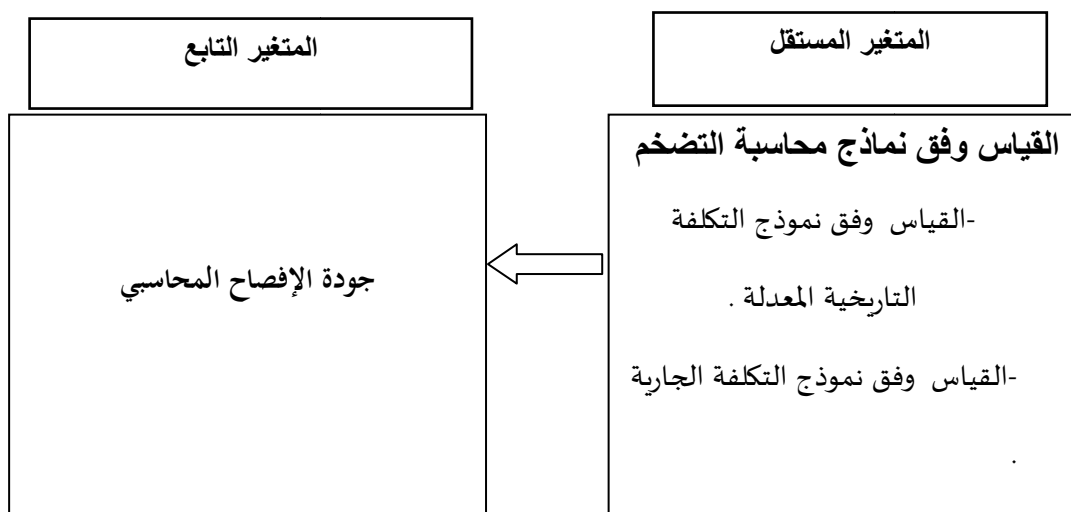 المتغير المستقل
القياس وفق نماذج محاسبة التضخم
-القياس وفق نموذج التكلفة
التاريخية المعدلة .
-القياس وفق نموذج التكلفة الجارية
.
المتغير التابع
جودة الإفصاح المحاسبي